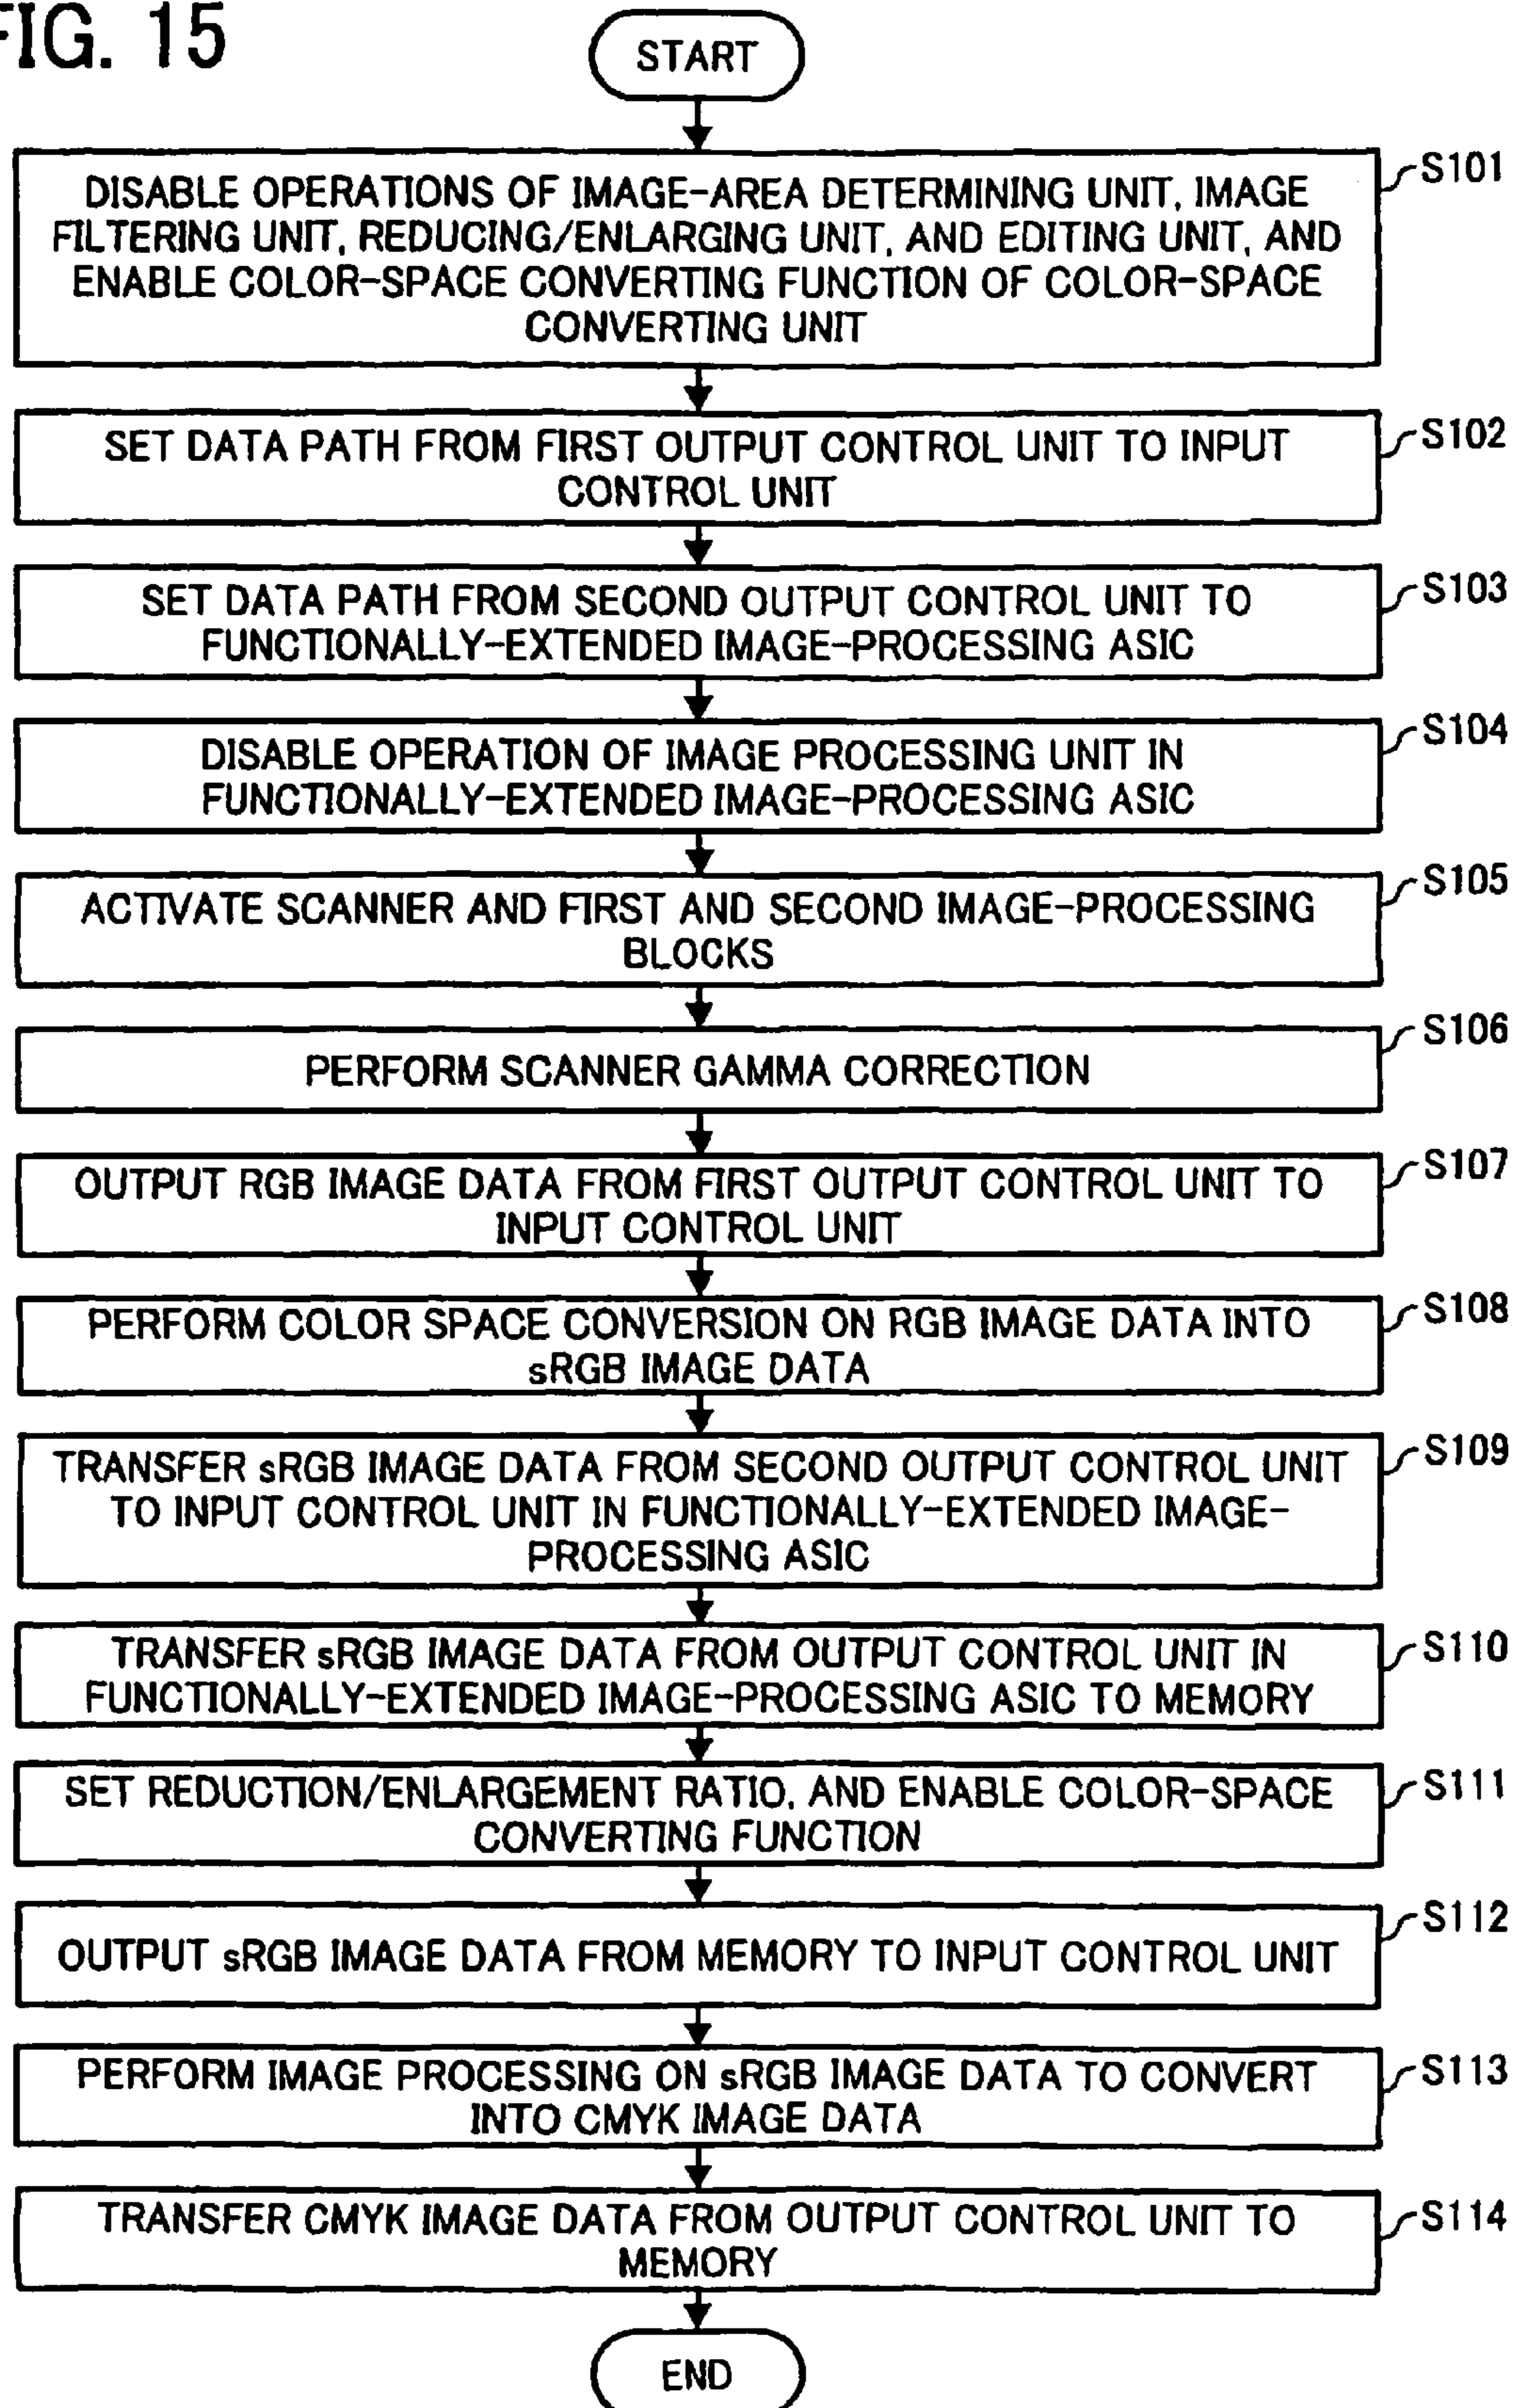 FIG. 15
START
DISABLE OPERATIONS OF IMAGE-AREA DETERMINING UNIT, IMAGE
FILTERING UNIT, REDUCING/ENLARGING UNIT, AND EDITING UNIT, AND
ENABLE COLOR-SPACE CONVERTING FUNCTION OF COLOR-SPACE
CONVERTING UNIT
S101
SET DATA PATH FROM FIRST OUTPUT CONTROL UNIT TO INPUT
CONTROL UNIT
S102
SET DATA PATH FROM SECOND OUTPUT CONTROL UNIT TO
FUNCTIONALLY-EXTENDED IMAGE-PROCESSING ASIC
S103
DISABLE OPERATION OF IMAGE PROCESSING UNIT IN
FUNCTIONALLY-EXTENDED IMAGE-PROCESSING ASIC
S104
ACTIVATE SCANNER AND FIRST AND SECOND IMAGE-PROCESSING
BLOCKS
S105
PERFORM SCANNER GAMMA CORRECTION
S106
OUTPUT RGB IMAGE DATA FROM FIRST OUTPUT CONTROL UNIT TO
INPUT CONTROL UNIT
S107
PERFORM COLOR SPACE CONVERSION ON RGB IMAGE DATA INTO
sRGB IMAGE DATA
S108
TRANSFER sRGB IMAGE DATA FROM SECOND OUTPUT CONTROL UNIT
TO INPUT CONTROL UNIT IN FUNCTIONALLY-EXTENDED IMAGE-
PROCESSING ASIC
S109
TRANSFER sRGB IMAGE DATA FROM OUTPUT CONTROL UNIT IN
FUNCTIONALLY-EXTENDED IMAGE-PROCESSING ASIC TO MEMORY
S110
SET REDUCTION/ENLARGEMENT RATIO, AND ENABLE COLOR-SPACE
CONVERTING FUNCTION
S111
OUTPUT sRGB IMAGE DATA FROM MEMORY TO INPUT CONTROL UNIT
S112
PERFORM IMAGE PROCESSING ON sRGB IMAGE DATA TO CONVERT
INTO CMYK IMAGE DATA
S113
TRANSFER CMYK IMAGE DATA FROM OUTPUT CONTROL UNIT TO
MEMORY
S114
END